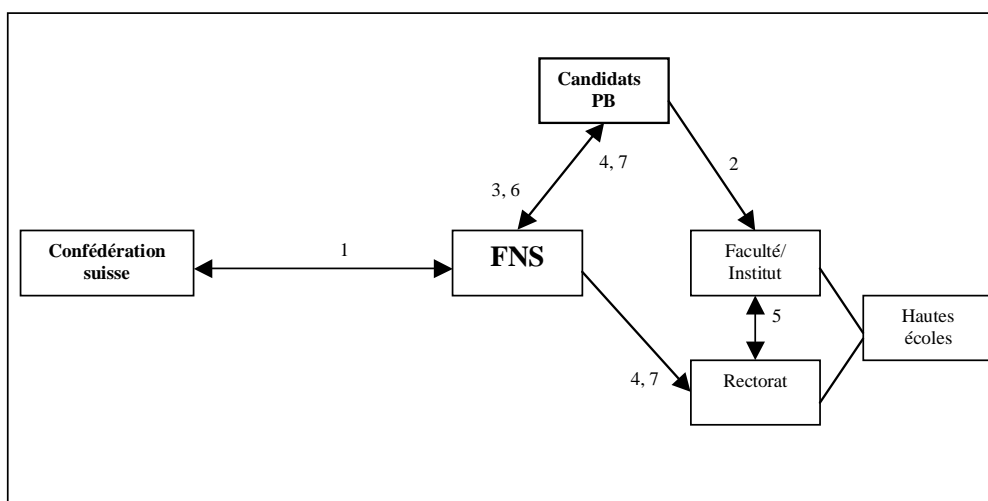 Candidats
PB
4, 7
2
3, 6
Confédération
suisse
1
FNS
Faculté/
Institut
5
Hautes
écoles
4, 7
Rectorat